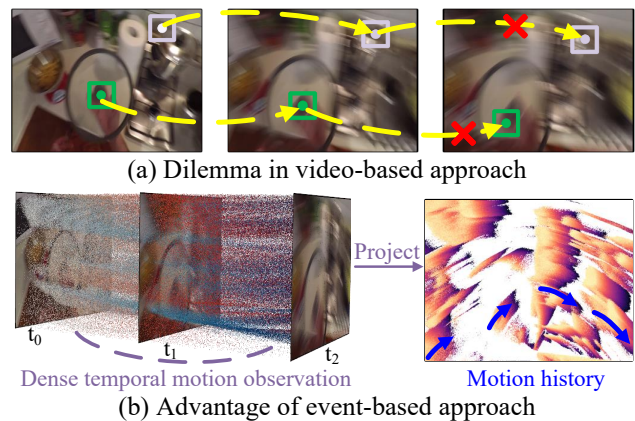 (a) Dilemma in video-based approach
Project
t0
t1
t2
Dense temporal motion observation
Motion history
(b) Advantage of event-based approach